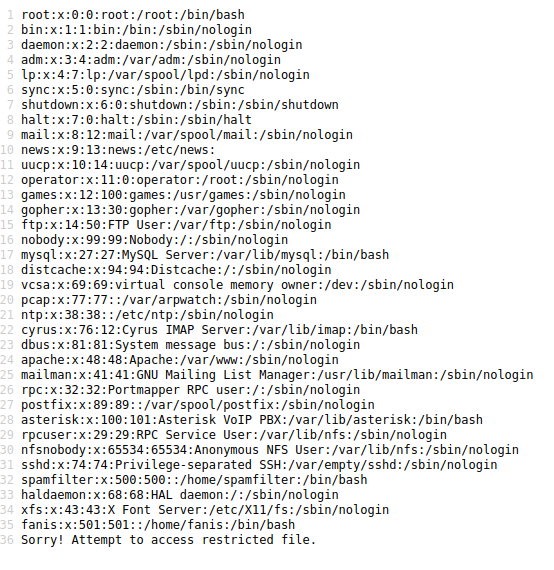 1 root:x:0:0:root:/root:/bin/bash
2 bin:x:1:1:bin:/bin:/sbin/nologin
3 daemon:x:2:2:daemon:/sbin:/sbin/nologin
4 adm:x:3:4:adm:/var/adm:/sbin/nologin
5 lp:x:4:7:lp:/var/spool/lpd:/sbin/nologin
6 sync:x:5:0:sync:/sbin:/bin/sync
7 shutdown:x:6:0:shutdown:/sbin:/sbin/shutdown
8 halt:x:7:0:halt:/sbin:/sbin/halt
9 mail:x:8:12:mail:/var/spool/mail:/sbin/nologin
10 news:x:9:13:news:/etc/news:
11 uucp:x:10:14:uucp:/var/spool/uucp:/sbin/nologin
12 operator:x:11:0:operator:/root:/sbin/nologin
13 games:x:12:100:games:/usr/games:/sbin/nologin
14 gopher:x:13:30:gopher:/var/gopher:/sbin/nologin
15 ftp:x:14:50:FTP User:/var/ftp:/sbin/nologin
16 nobody:x:99:99:Nobody:/:/sbin/nologin
17 mysql:x:27:27:MySQL Server:/var/lib/mysql:/bin/bash
18 distcache:x:94:94:Distcache:/:/sbin/nologin
19 vcsa:x:69:69:virtual console memory owner:/dev:/sbin/nologin
20 pcap:x:77:77::/var/arpwatch:/sbin/nologin
21 ntp:x:38:38::/etc/ntp:/sbin/nologin
22 cyrus:x:76:12:Cyrus IMAP Server:/var/lib/imap:/bin/bash
23 dbus:x:81:81:System message bus:/:/sbin/nologin
24 apache:x:48:48:Apache:/var/www:/sbin/nologin
25 mailman:x:41:41:GNU Mailing List Manager:/usr/lib/mailman:/sbin/nologin
26 rpc:x:32:32:Portmapper RPC user:/:/sbin/nologin
27 postfix:x:89:89::/var/spool/postfix:/sbin/nologin
28 asterisk:x:100:101:Asterisk VoIP PBX:/var/lib/asterisk:/bin/bash
29 rpcuser:x:29:29:RPC Service User:/var/lib/nfs:/sbin/nologin
30 nfsnobody:x:65534:65534:Anonymous NFS User:/var/lib/nfs:/sbin/nologin
31 sshd:x:74:74:Privilege-separated SSH:/var/empty/sshd:/sbin/nologin
32 spamfilter:x:500:500::/home/spamfilter:/bin/bash
33 haldaemon:x:68:68:HAL daemon:/:/sbin/nologin
34 xfs:x:43:43:X Font Server:/etc/X11/fs:/sbin/nologin
35 fanis:x:501:501::/home/fanis:/bin/bash
36 Sorry! Attempt to access restricted file.